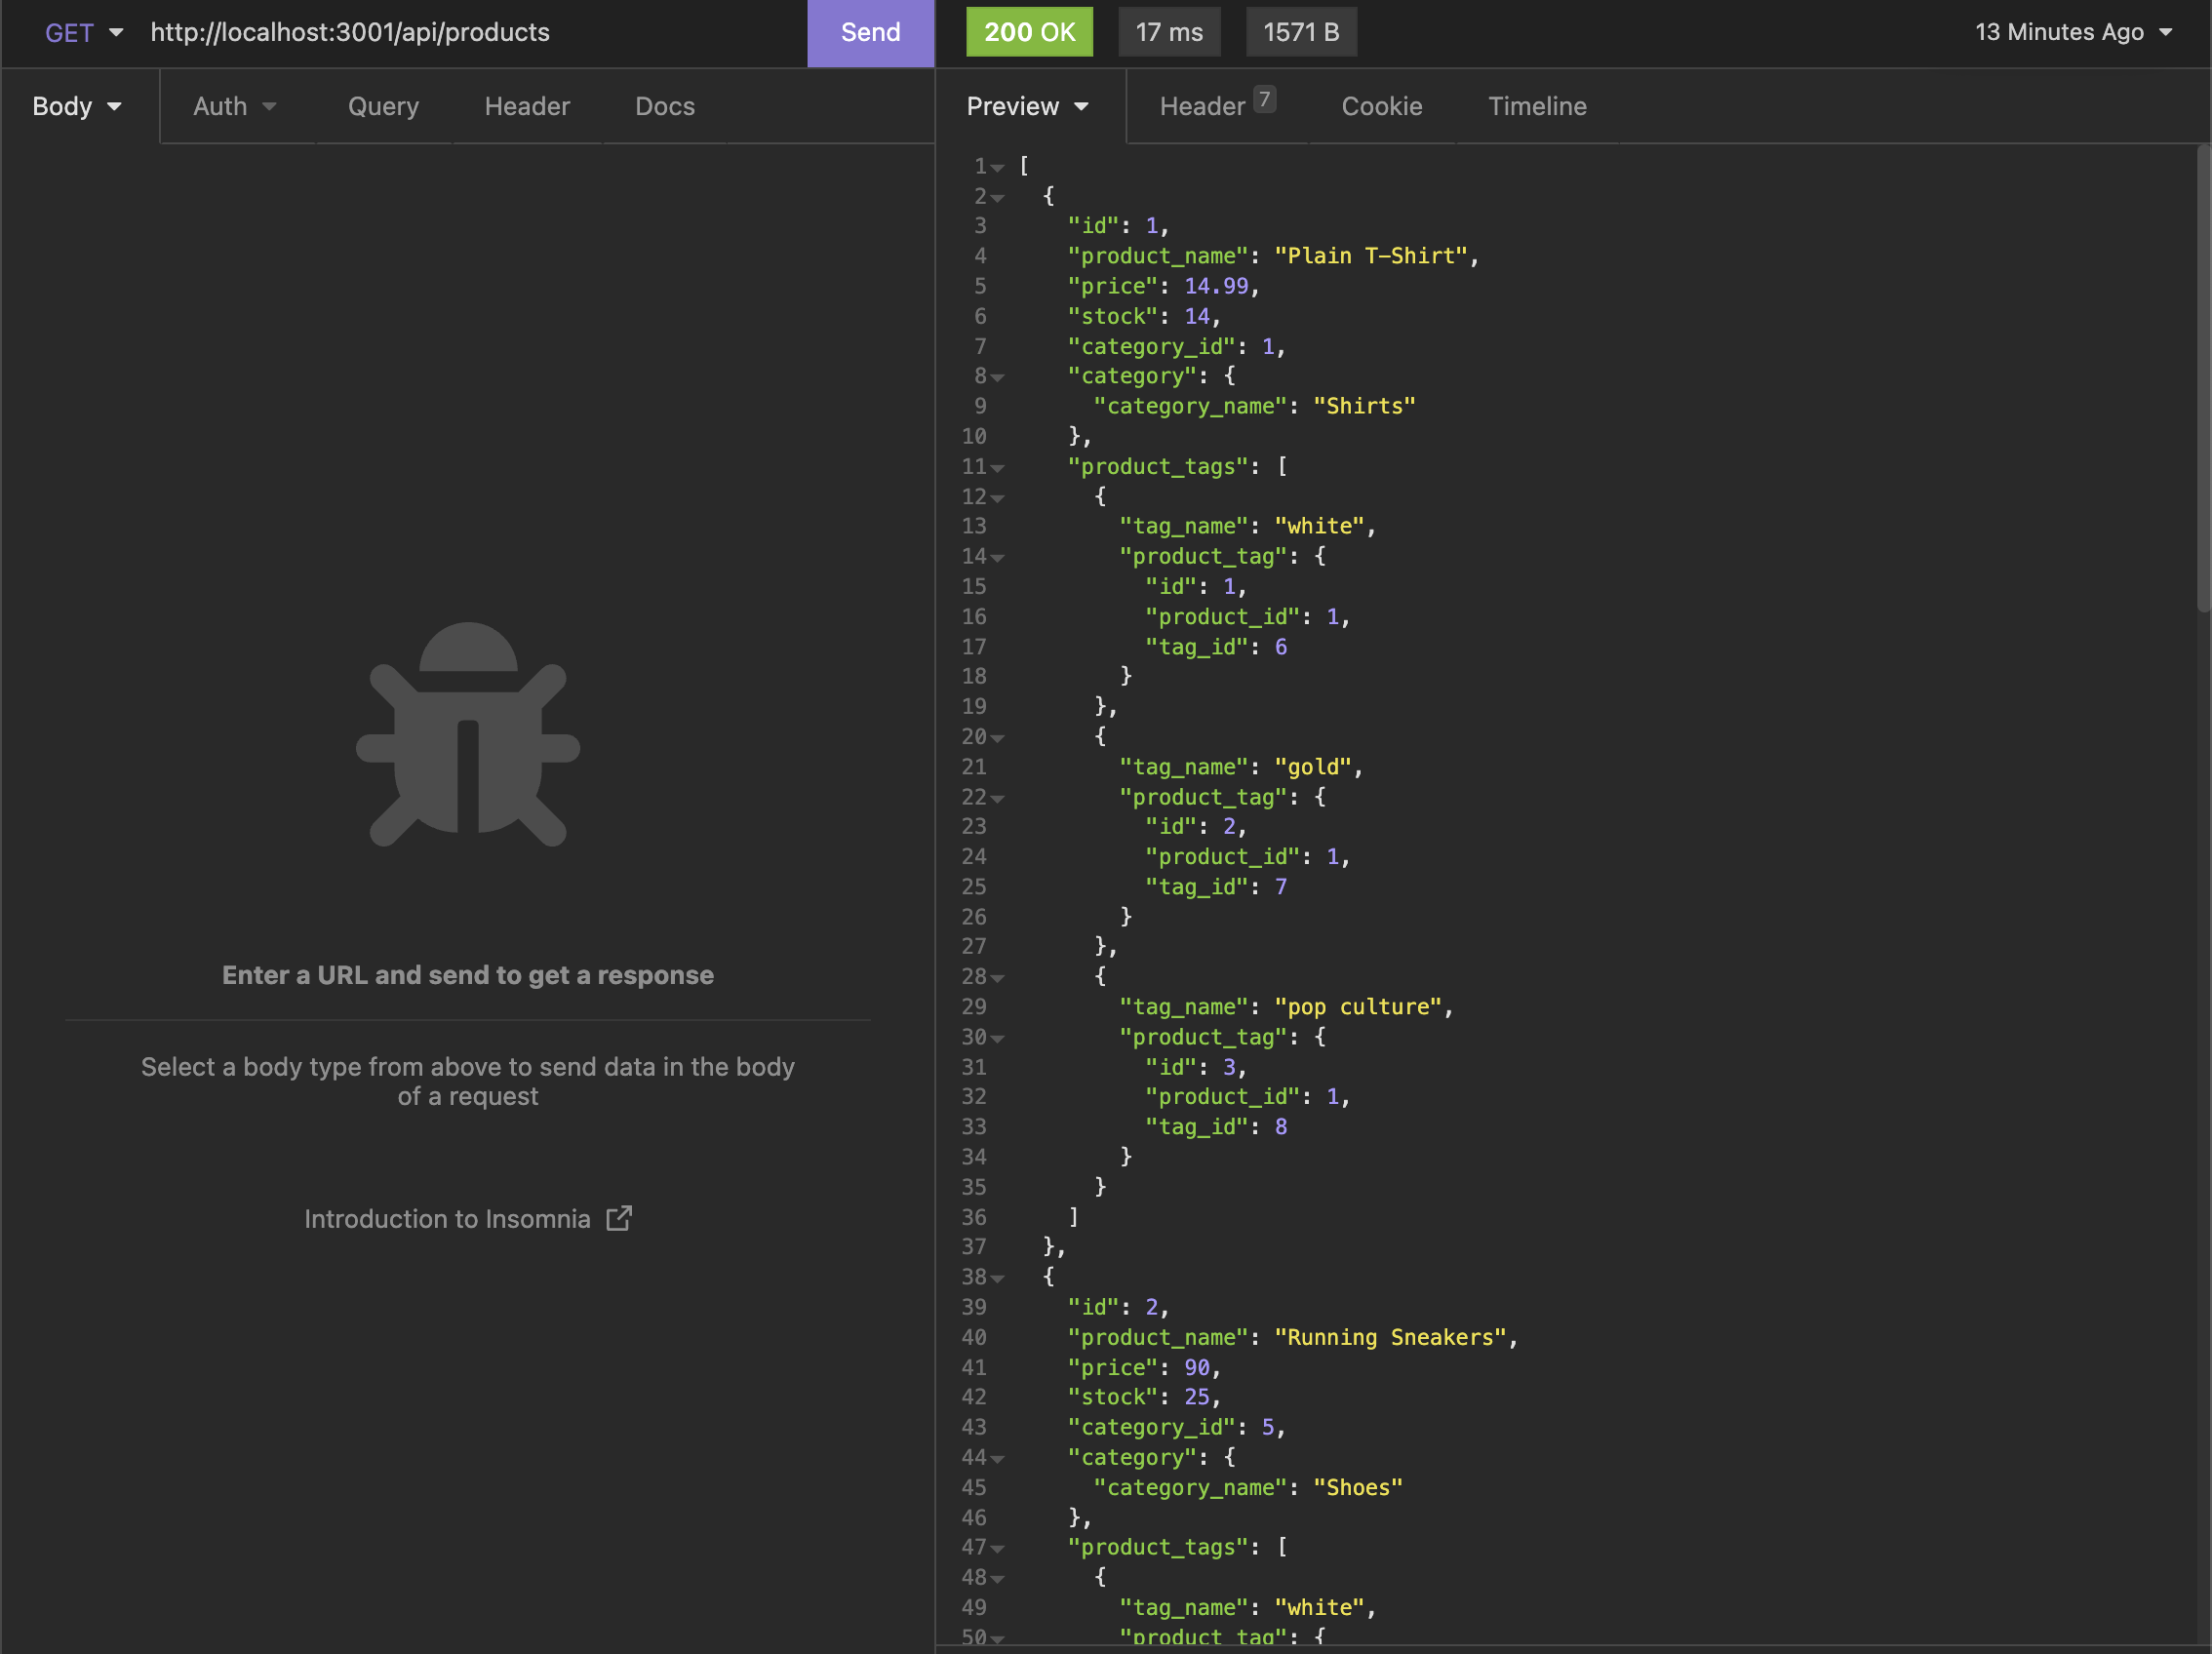 GET http://localhost:3001/api/products Send 200 OK 17 ms 1571 B 13 Minutes Ago
Body Auth Query Header Docs
Enter a URL and send to get a response
Select a body type from above to send data in the body
of a request
Introduction to Insomnia
Preview Header 7 Cookie Timeline
1 [
2 {
3 "id": 1,
4 "product_name": "Plain T-Shirt",
5 "price": 14.99,
6 "stock": 14,
7 "category_id": 1,
8 "category": {
9 "category_name": "Shirts"
10 },
11 "product_tags": [
12 {
13 "tag_name": "white",
14 "product_tag": {
15 "id": 1,
16 "product_id": 1,
17 "tag_id": 6
18 }
19 },
20 {
21 "tag_name": "gold",
22 "product_tag": {
23 "id": 2,
24 "product_id": 1,
25 "tag_id": 7
26 }
27 },
28 {
29 "tag_name": "pop culture",
30 "product_tag": {
31 "id": 3,
32 "product_id": 1,
33 "tag_id": 8
34 }
35 }
36 ]
37 },
38 {
39 "id": 2,
40 "product_name": "Running Sneakers",
41 "price": 90,
42 "stock": 25,
43 "category_id": 5,
44 "category": {
45 "category_name": "Shoes"
46 },
47 "product_tags": [
48 {
49 "tag_name": "white",
50 "product_tag": {